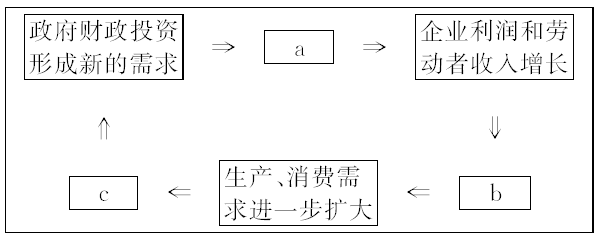 政府财政投资
形成新的需求
⇒
a
⇒
企业利润和劳
动者收入增长
⇓
b
⇐
生产、消费需
求进一步扩大
⇐
c
⇑